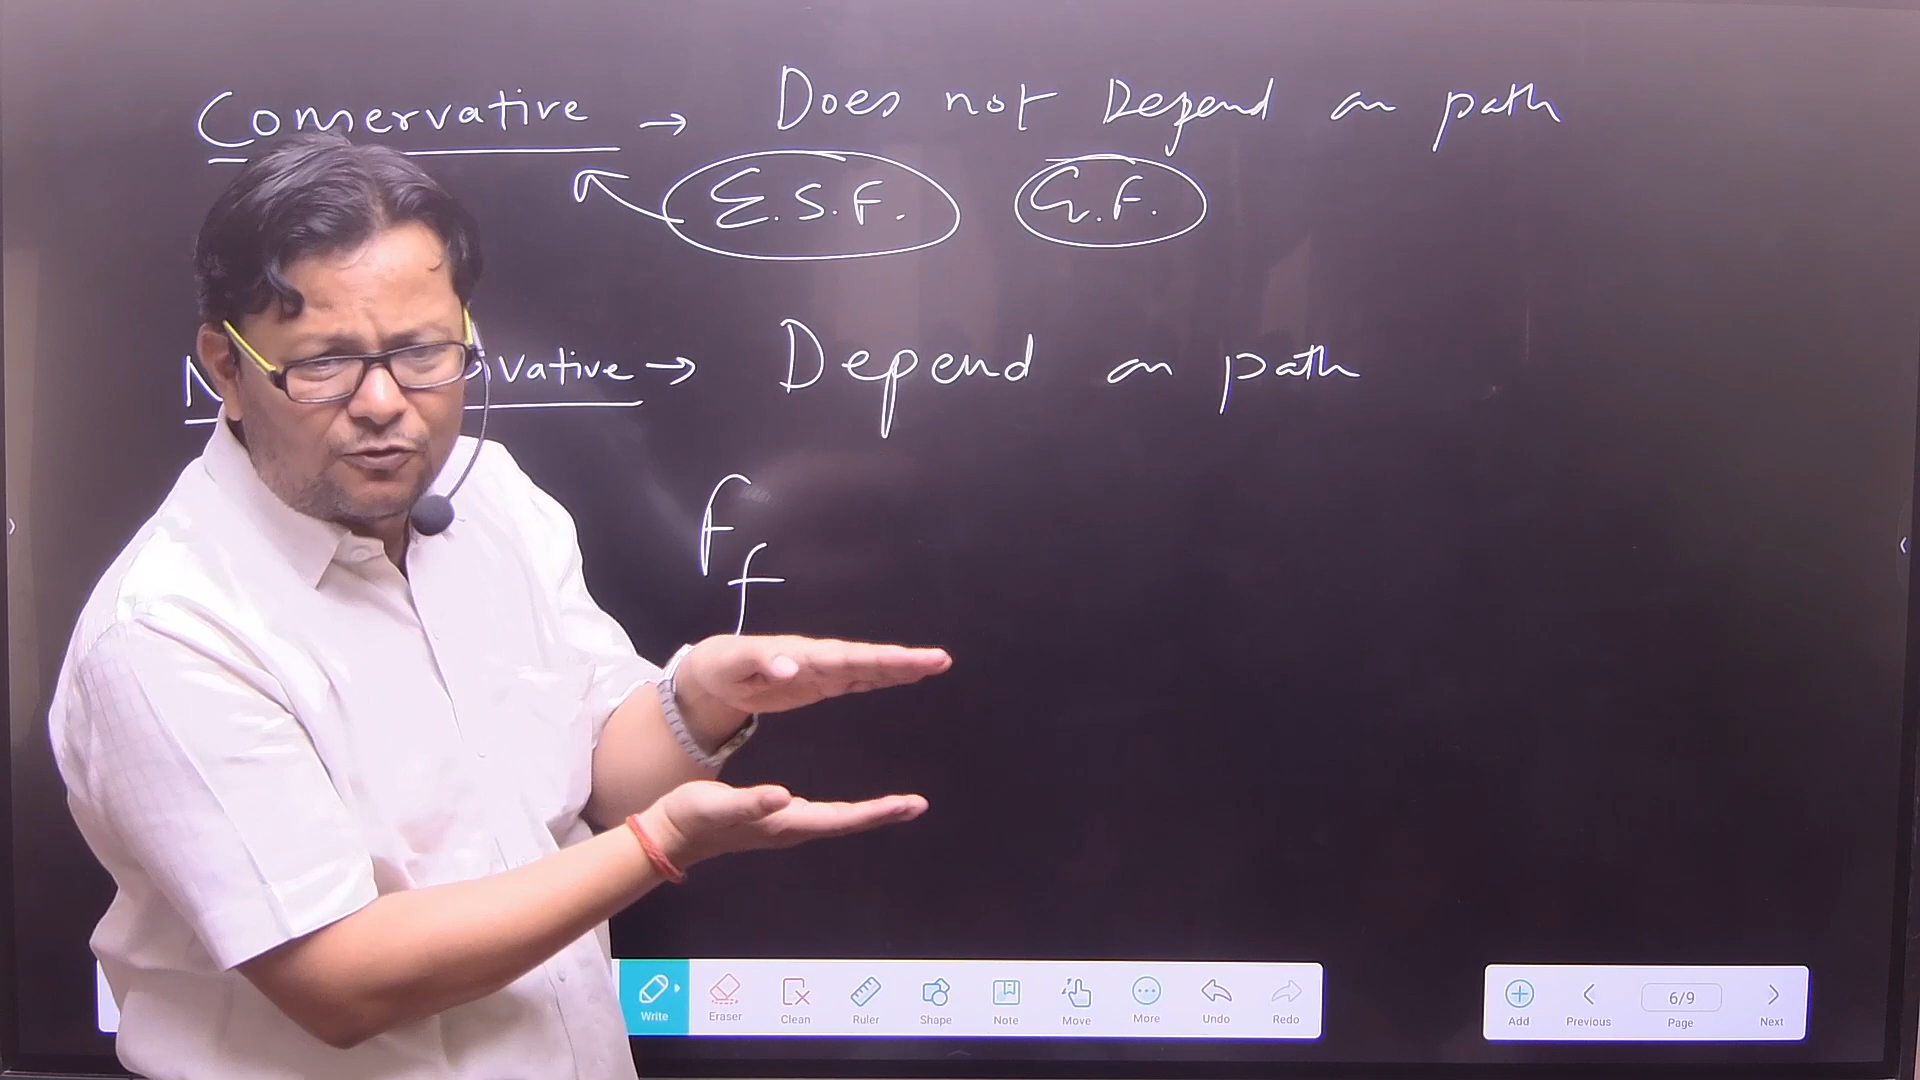 Conservative → Does not Depend on path
E.S.F. G.F.
vative → Depend on path
F
f
Write Eraser Clean Ruler Shape Note Move More Undo Redo
Add Previous 6/9 Page Next